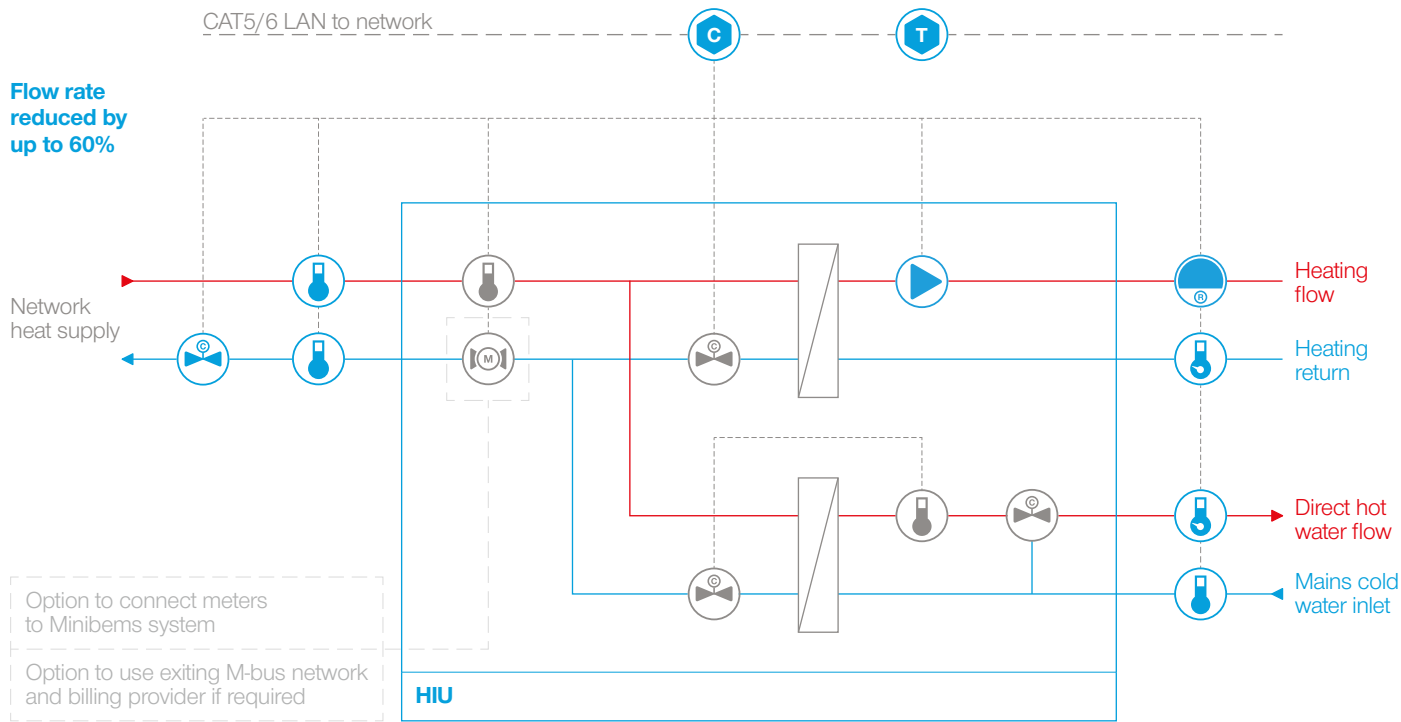 CAT5/6 LAN to network
C
T
Flow rate
reduced by
up to 60%
Network
heat supply
C
M
C
R
Heating
flow
Heating
return
C
C
Direct hot
water flow
Mains cold
water inlet
Option to connect meters
to Minibems system
Option to use exiting M-bus network
and billing provider if required
HIU